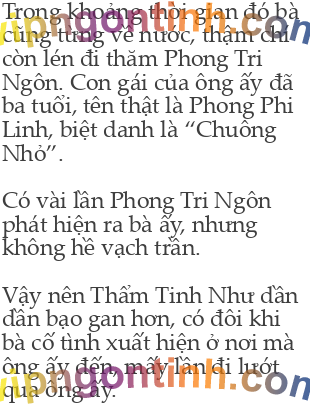 Trong khoảng thời gian đó bà
cũng từng về nước, thậm chí
còn lén đi thăm Phong Tri
Ngôn. Con gái của ông ấy đã
ba tuổi, tên thật là Phong Phi
Linh, biệt danh là “Chuông
Nhỏ”.
Có vài lần Phong Tri Ngôn
phát hiện ra bà ấy, nhưng
không hề vạch trần.
Vậy nên Thẩm Tinh Như dần
dần bạo gan hơn, có đôi khi
bà cố tình xuất hiện ở nơi mà
ông ấy đến, mấy lần đi lướt
qua ông ấy.